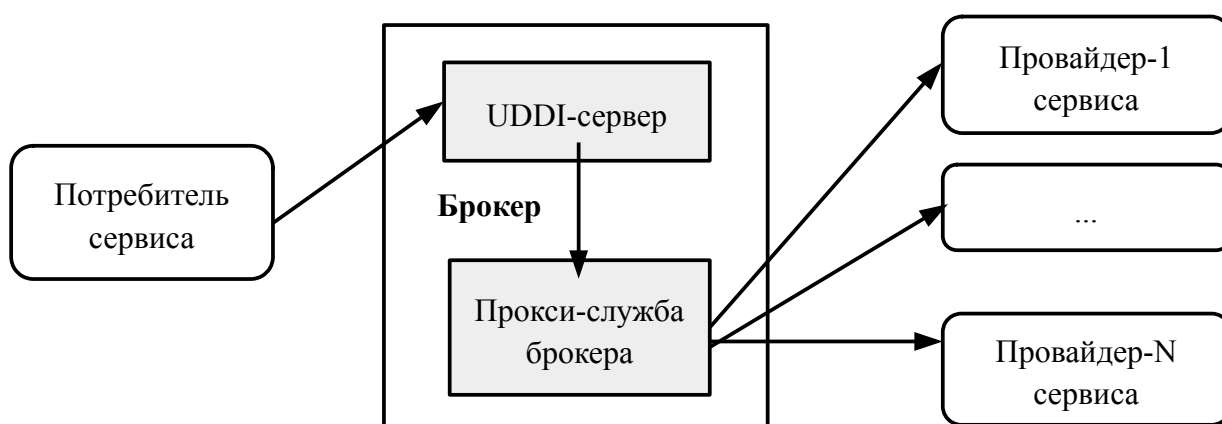 Потребитель
сервиса
UDDI-сервер
Брокер
Прокси-служба
брокера
Провайдер-1
сервиса
...
Провайдер-N
сервиса